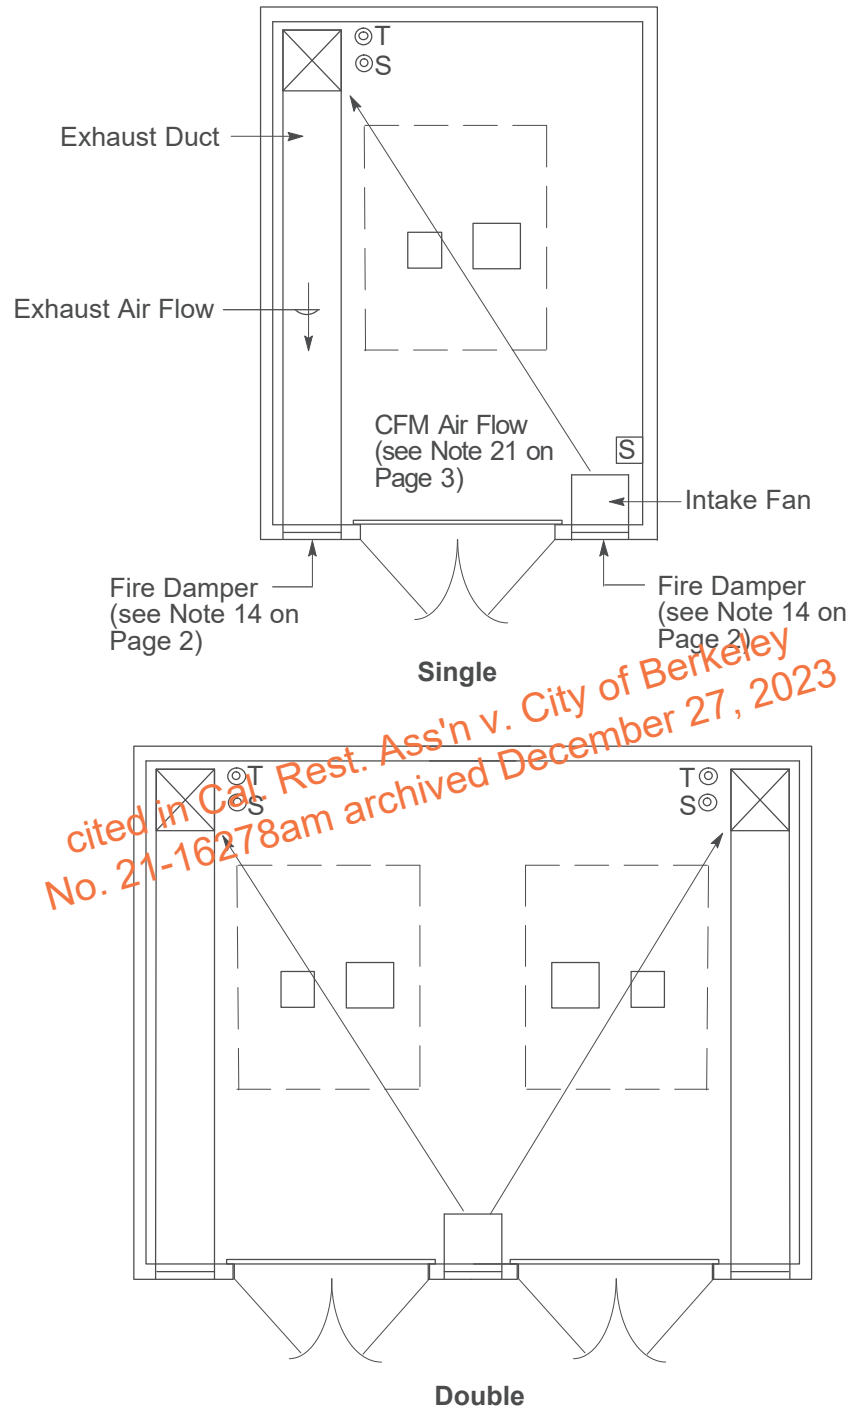 T
S
Exhaust Duct
Exhaust Air Flow
CFM Air Flow
(see Note 21 on
Page 3)
S
Intake Fan
Fire Damper
(see Note 14 on
Page 2)
Fire Damper
(see Note 14 on
Page 2)
Single
cited in Cal. Rest. Ass'n v. City of Berkeley
No. 21-16278am archived December 27, 2023
T
S
T
S
Double